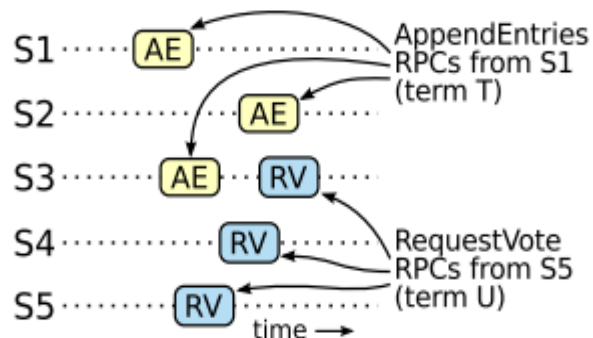 S1
AE
AppendEntries
RPCs from S1
(term T)
S2
AE
S3
AE
RV
S4
RV
RequestVote
RPCs from S5
(term U)
S5
RV
time